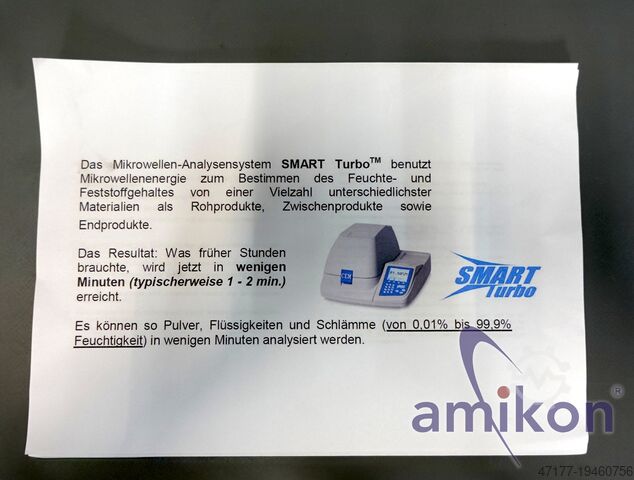 Das Mikrowellen-Analysensystem SMART Turbo™ benutzt
Mikrowellenenergie zum Bestimmen des Feuchte- und
Feststoffgehaltes von einer Vielzahl unterschiedlichster
Materialien als Rohprodukte, Zwischenprodukte sowie
Endprodukte.
Das Resultat: Was früher Stunden
brauchte, wird jetzt in wenigen
Minuten (typischerweise 1 - 2 min.)
erreicht.
CEM
SMART
Turbo
Es können so Pulver, Flüssigkeiten und Schlämme (von 0,01% bis 99,9%
Feuchtigkeit) in wenigen Minuten analysiert werden.
amikon®
47177-19460756